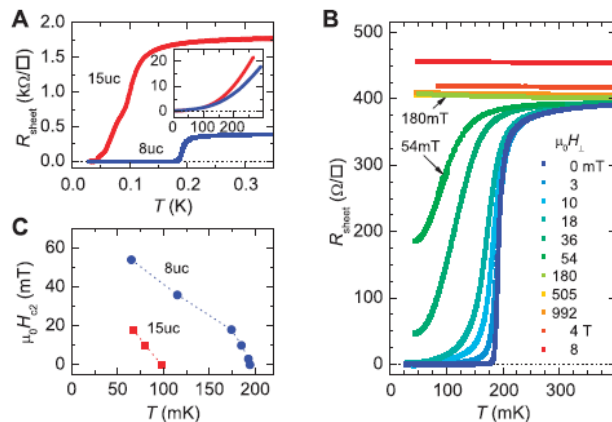 A
R_sheet (kΩ/□)
2.0
1.5
1.0
0.5
0.0
15uc
8uc
20
10
0
0 100 200
0.0 0.1 0.2 0.3
T (K)
C
μ₀H_c2 (mT)
60
40
20
0
8uc
15uc
0 50 100 150 200
T (mK)
B
R_sheet (Ω/□)
500
400
300
200
100
0
180mT
54mT
μ₀H⊥
0 mT
3
10
18
36
54
180
505
992
4 T
8
0 100 200 300
T (mK)